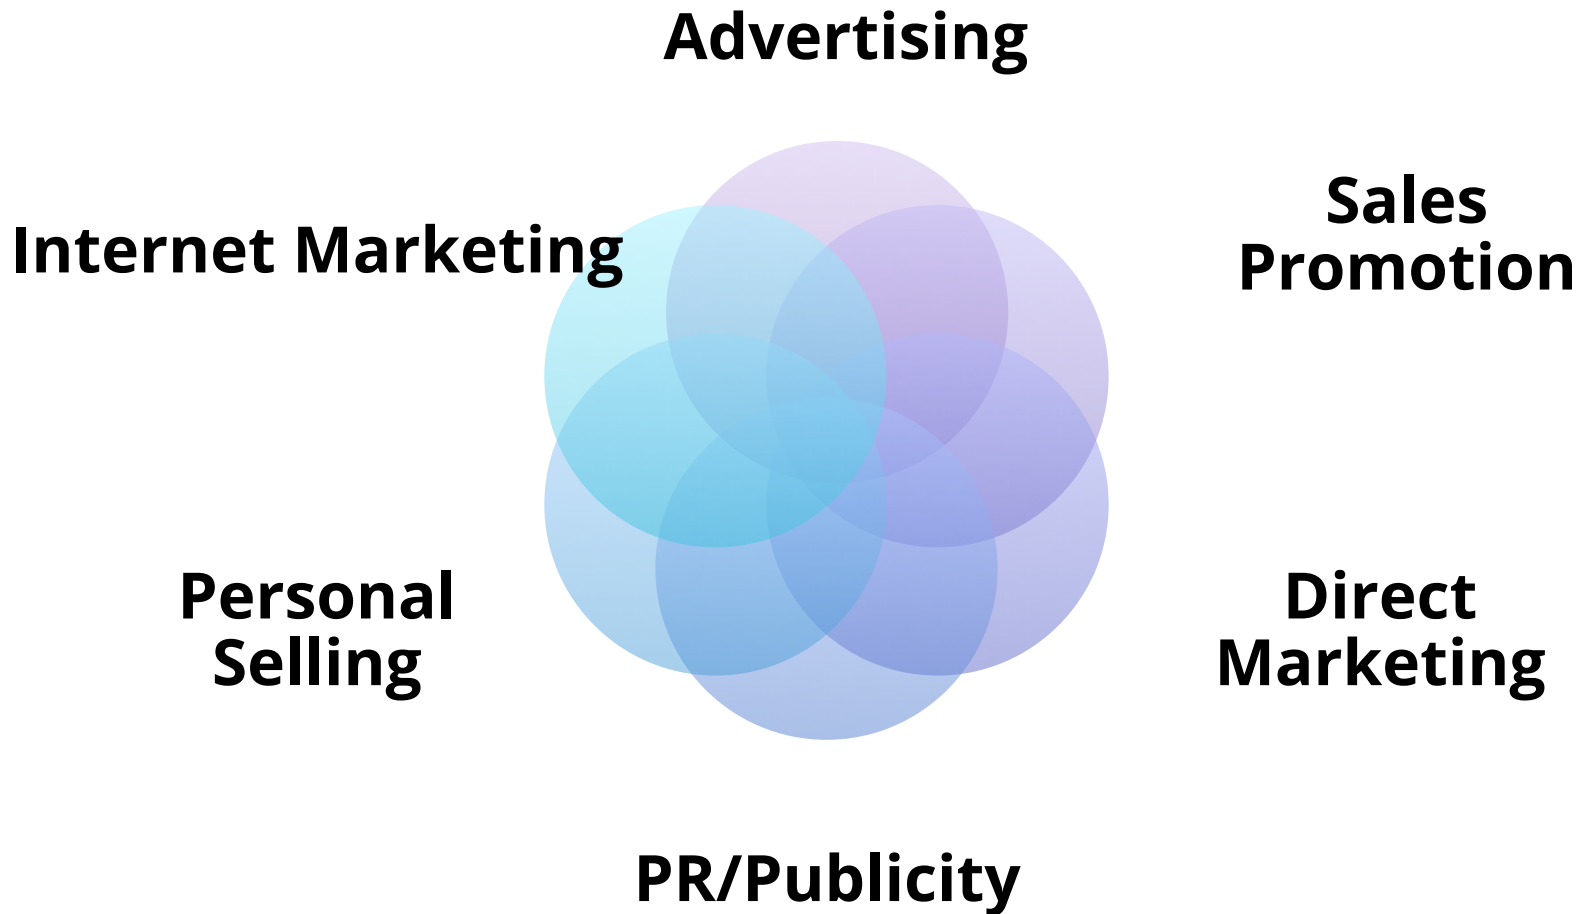 Advertising
Sales
Promotion
Internet Marketing
Personal
Selling
Direct
Marketing
PR/Publicity